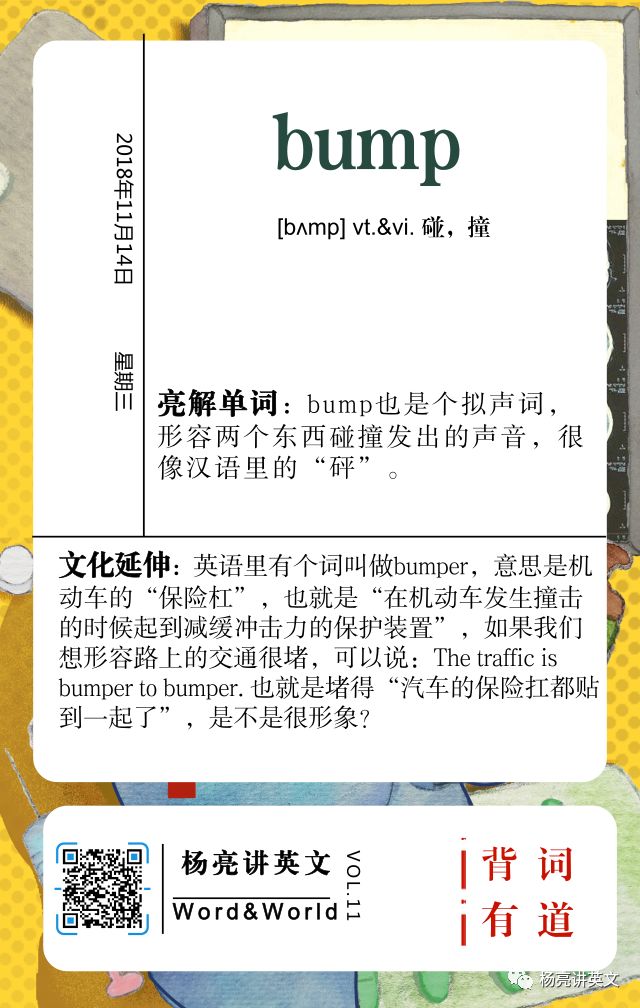 bump
[bʌmp] vt.&vi. 碰，撞
2018年11月14日
星期三
亮解单词：bump也是个拟声词，
形容两个东西碰撞发出的声音，很
像汉语里的“砰”。
文化延伸：英语里有个词叫做bumper，意思是机
动车的“保险杠”，也就是“在机动车发生撞击
的时候起到减缓冲击力的保护装置”，如果我们
想形容路上的交通很堵，可以说：The traffic is
bumper to bumper. 也就是堵得“汽车的保险扛都贴
到一起了”，是不是很形象？
杨亮讲英文
Word&World
VOL.11
背词
有道
杨亮讲英文